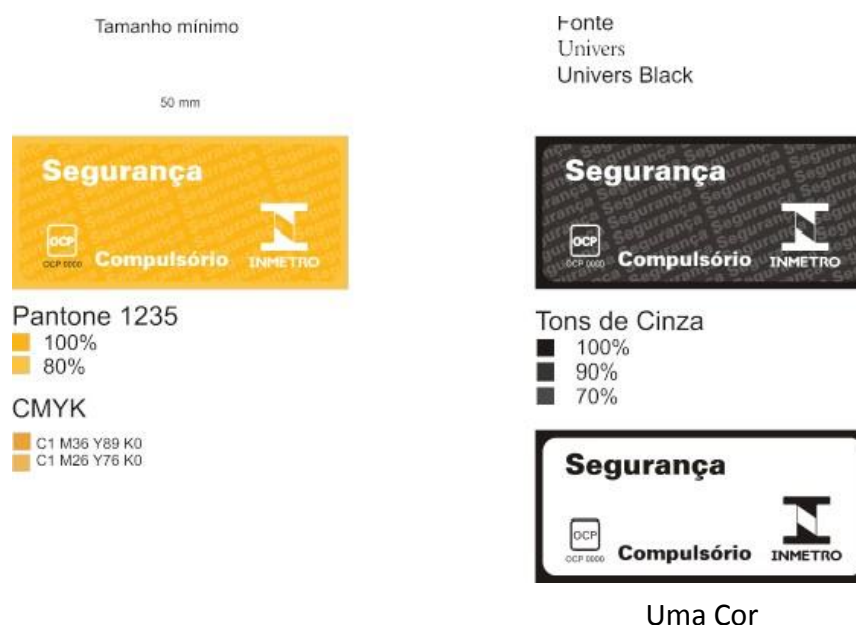 Tamanho mínimo
50 mm
Segurança
OCP
OCP 0000
Compulsório
INMETRO
Pantone 1235
100%
80%
CMYK
C1 M36 Y89 K0
C1 M26 Y76 K0
Fonte
Univers
Univers Black
Segurança
OCP
OCP 0000
Compulsório
INMETRO
Tons de Cinza
100%
90%
70%
Segurança
OCP
OCP 0000
Compulsório
INMETRO
Uma Cor